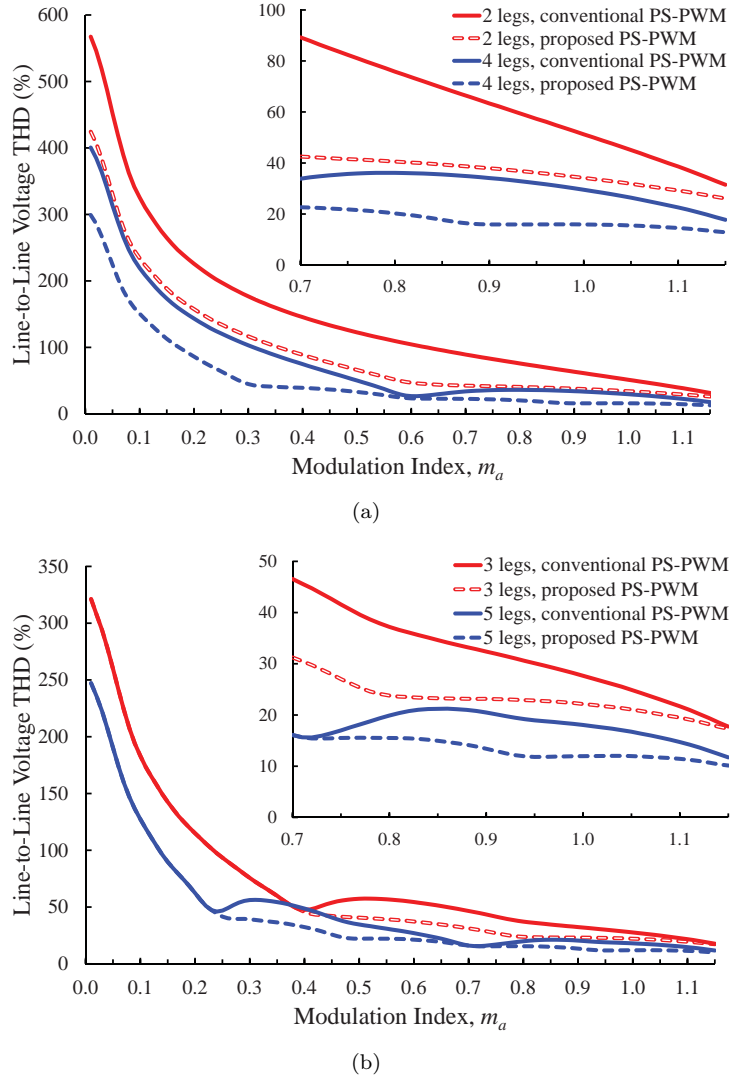 600
500
400
300
200
100
0
Line-to-Line Voltage THD (%)
0.0 0.1 0.2 0.3 0.4 0.5 0.6 0.7 0.8 0.9 1.0 1.1
Modulation Index, mₐ
100
80
60
40
20
0
0.7 0.8 0.9 1.0 1.1
2 legs, conventional PS-PWM
2 legs, proposed PS-PWM
4 legs, conventional PS-PWM
4 legs, proposed PS-PWM
(a)
350
300
250
200
150
100
50
0
Line-to-Line Voltage THD (%)
0.0 0.1 0.2 0.3 0.4 0.5 0.6 0.7 0.8 0.9 1.0 1.1
Modulation Index, mₐ
50
40
30
20
10
0
0.7 0.8 0.9 1.0 1.1
3 legs, conventional PS-PWM
3 legs, proposed PS-PWM
5 legs, conventional PS-PWM
5 legs, proposed PS-PWM
(b)